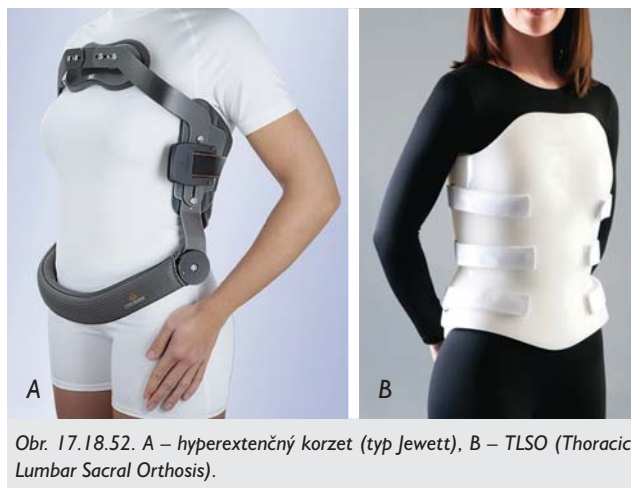 A
B
Obr. 17.18.52. A – hyperextenčný korzet (typ Jewett), B – TLSO (Thoracic
Lumbar Sacral Orthosis).